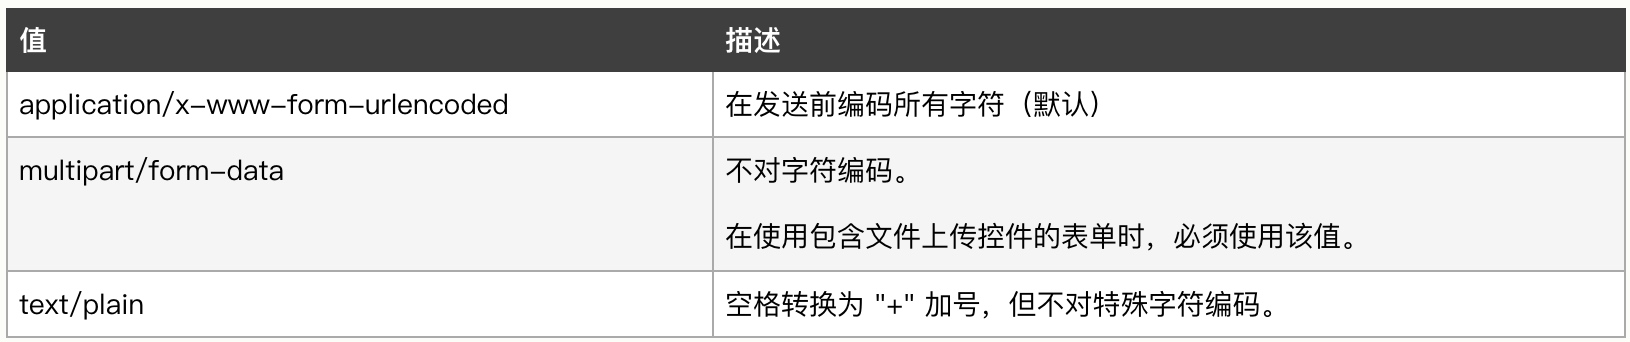 值 描述
application/x-www-form-urlencoded 在发送前编码所有字符（默认）
multipart/form-data 不对字符编码。
在使用包含文件上传控件的表单时，必须使用该值。
text/plain 空格转换为 "+" 加号，但不对特殊字符编码。